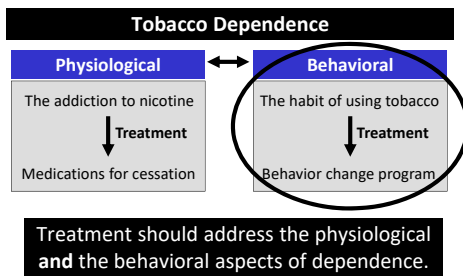 Tobacco Dependence
Physiological
The addiction to nicotine
Treatment
Medications for cessation
Behavioral
The habit of using tobacco
Treatment
Behavior change program
Treatment should address the physiological
and the behavioral aspects of dependence.